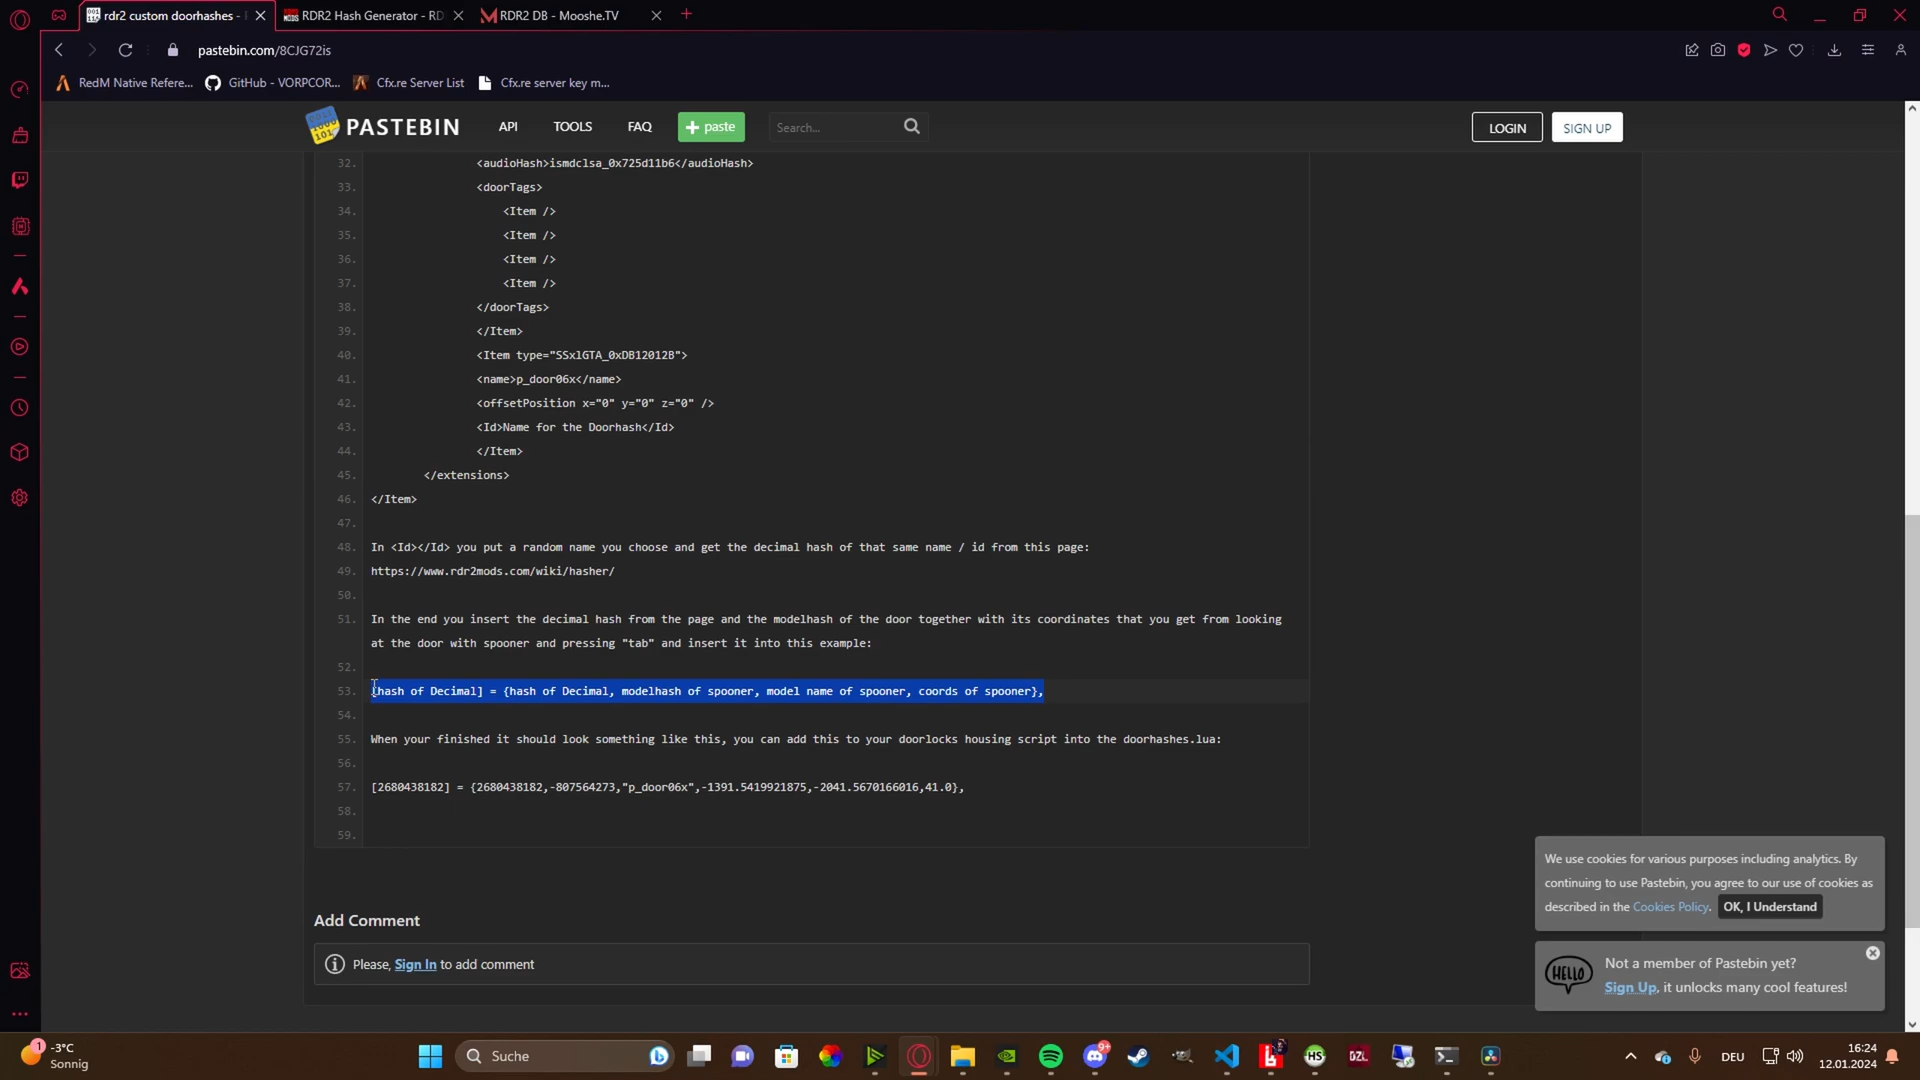 rdr2 custom doorhashes -
RDR2 Hash Generator - RD
RDR2 DB - Mooshe.TV
pastebin.com/8CJG72is
RedM Native Refere...
GitHub - VORPCOR...
Cfx.re Server List
Cfx.re server key m...
PASTEBIN
API
TOOLS
FAQ
+ paste
Search...
LOGIN
SIGN UP
32. <audioHash>ismdclsa_0x725d11b6</audioHash>
33. <doorTags>
34. <Item />
35. <Item />
36. <Item />
37. <Item />
38. </doorTags>
39. </Item>
40. <Item type="SSxlGTA_0xDB12012B">
41. <name>p_door06x</name>
42. <offsetPosition x="0" y="0" z="0" />
43. <Id>Name for the Doorhash</Id>
44. </Item>
45. </extensions>
46. </Item>
47.
48. In <Id></Id> you put a random name you choose and get the decimal hash of that same name / id from this page:
49. https://www.rdr2mods.com/wiki/hasher/
50.
51. In the end you insert the decimal hash from the page and the modelhash of the door together with its coordinates that you get from looking
at the door with spooner and pressing "tab" and insert it into this example:
52.
53. [hash of Decimal] = {hash of Decimal, modelhash of spooner, model name of spooner, coords of spooner},
54.
55. When your finished it should look something like this, you can add this to your doorlocks housing script into the doorhashes.lua:
56.
57. [2680438182] = {2680438182,-807564273,"p_door06x",-1391.5419921875,-2041.5670166016,41.0},
58.
59.
Add Comment
Please, Sign In to add comment
We use cookies for various purposes including analytics. By
continuing to use Pastebin, you agree to our use of cookies as
described in the Cookies Policy. OK, I Understand
HELLO
Not a member of Pastebin yet?
Sign Up, it unlocks many cool features!
1
-3°C
Sonnig
Suche
9+
HS
DZL
DEU
16:24
12.01.2024